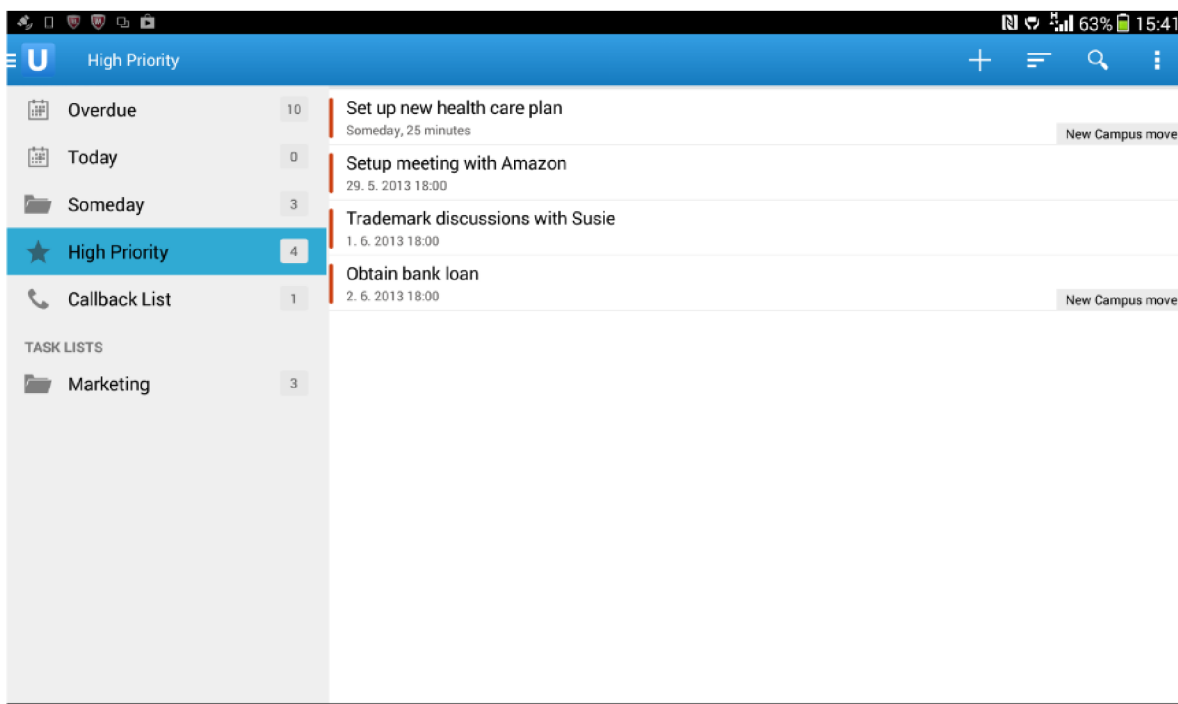 63% 15:41
U High Priority
Overdue 10
Today 0
Someday 3
High Priority 4
Callback List 1
TASK LISTS
Marketing 3
Set up new health care plan
Someday, 25 minutes
New Campus move
Setup meeting with Amazon
29. 5. 2013 18:00
Trademark discussions with Susie
1. 6. 2013 18:00
Obtain bank loan
2. 6. 2013 18:00
New Campus move